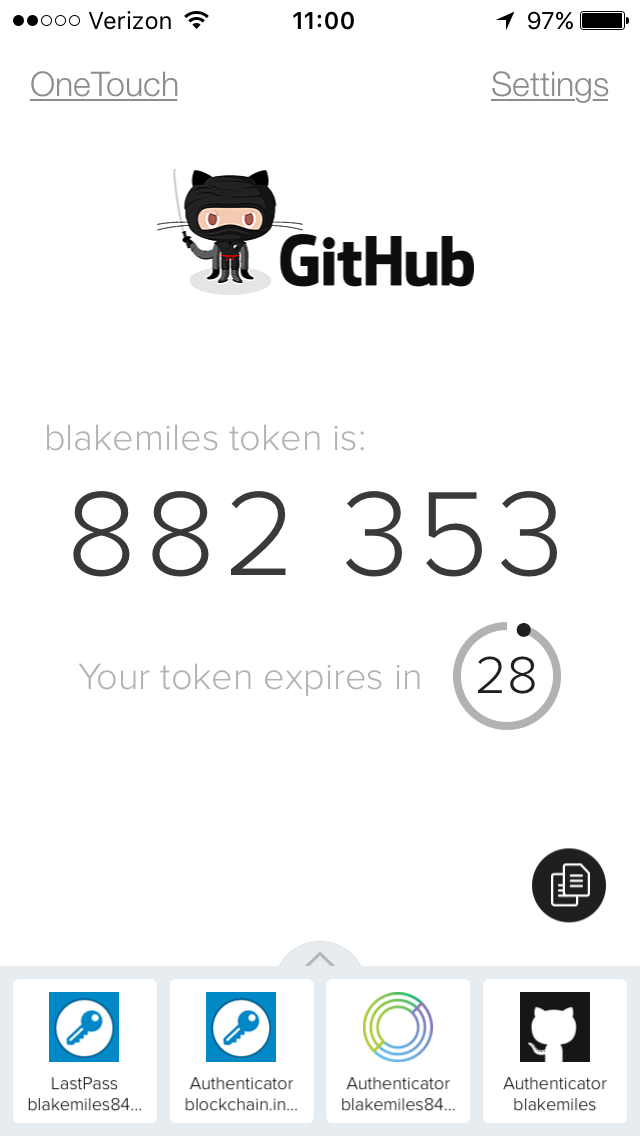 Verizon 11:00 97%
OneTouch Settings
GitHub
blakemiles token is:
882 353
Your token expires in 28
LastPass Authenticator Authenticator Authenticator
blakemiles84... blockchain.in... blakemiles84... blakemiles